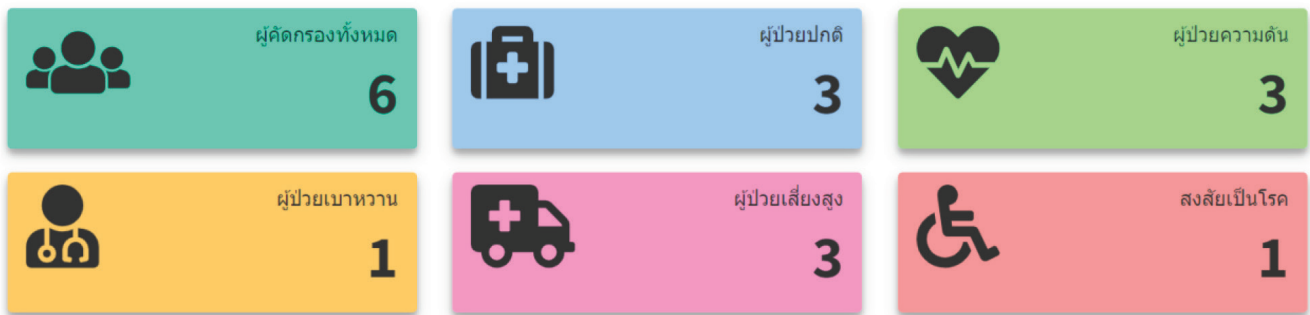 ผู้คัดกรองทั้งหมด
6
ผู้ป่วยปกติ
3
ผู้ป่วยความดัน
3
ผู้ป่วยเบาหวาน
1
ผู้ป่วยเสี่ยงสูง
3
สงสัยเป็นโรค
1